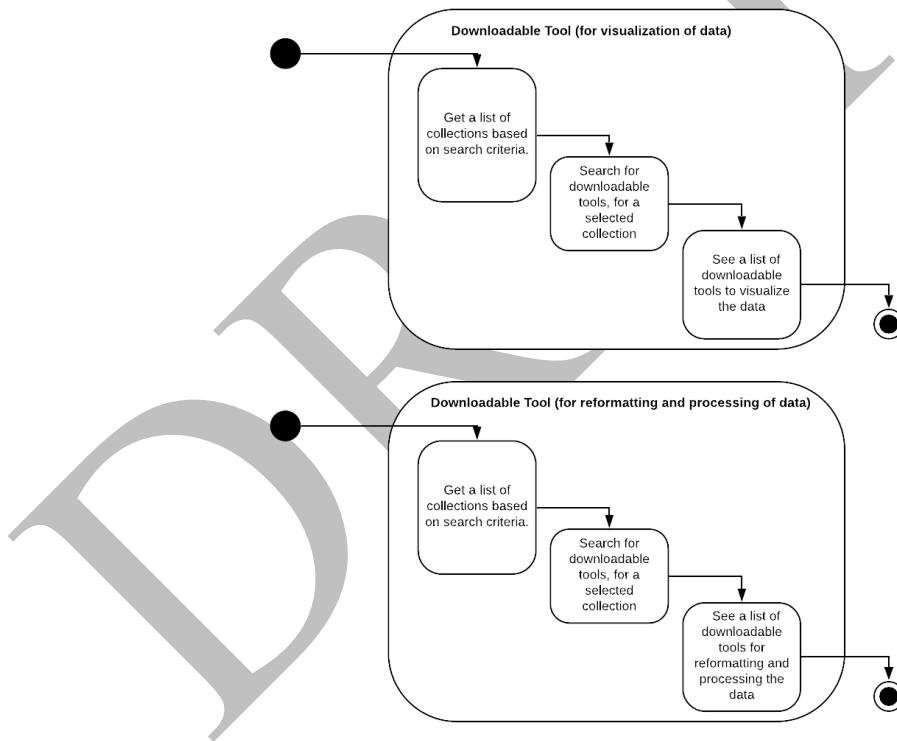 Downloadable Tool (for visualization of data)
Get a list of
collections based
on search criteria.
Search for
downloadable
tools, for a
selected
collection
See a list of
downloadable
tools to visualize
the data
Downloadable Tool (for reformatting and processing of data)
Get a list of
collections based
on search criteria.
Search for
downloadable
tools, for a
selected
collection
See a list of
downloadable
tools for
reformatting and
processing the
data